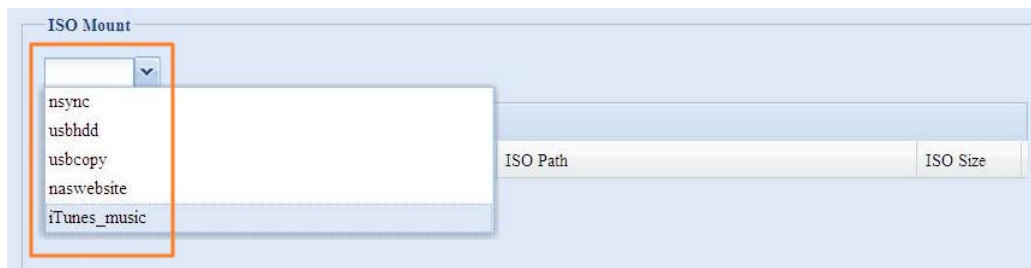 ISO Mount
nsync
usbhdd
usbcopy
naswebsite
iTunes_music
ISO Path ISO Size